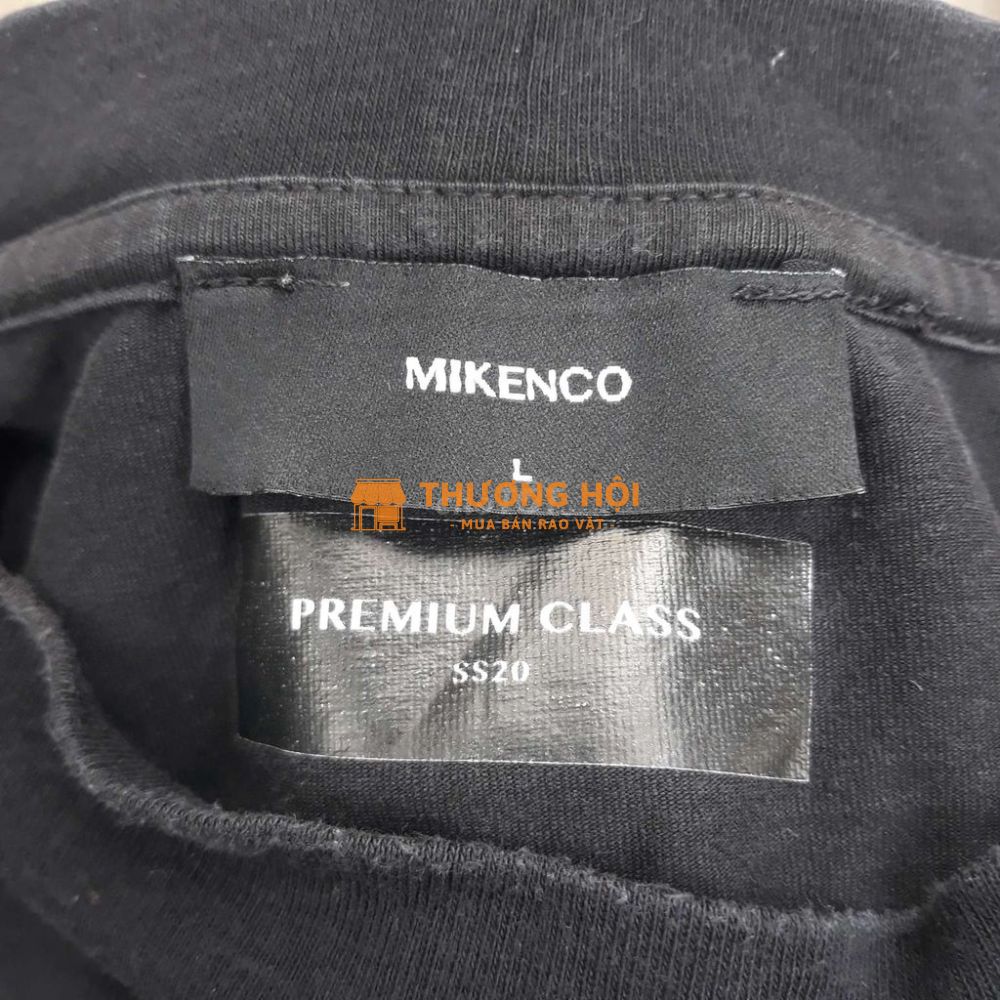 MIKENCO
L
THƯƠNG HỘI
- MUA BÁN RAO VẶT -
PREMIUM CLASS
SS20